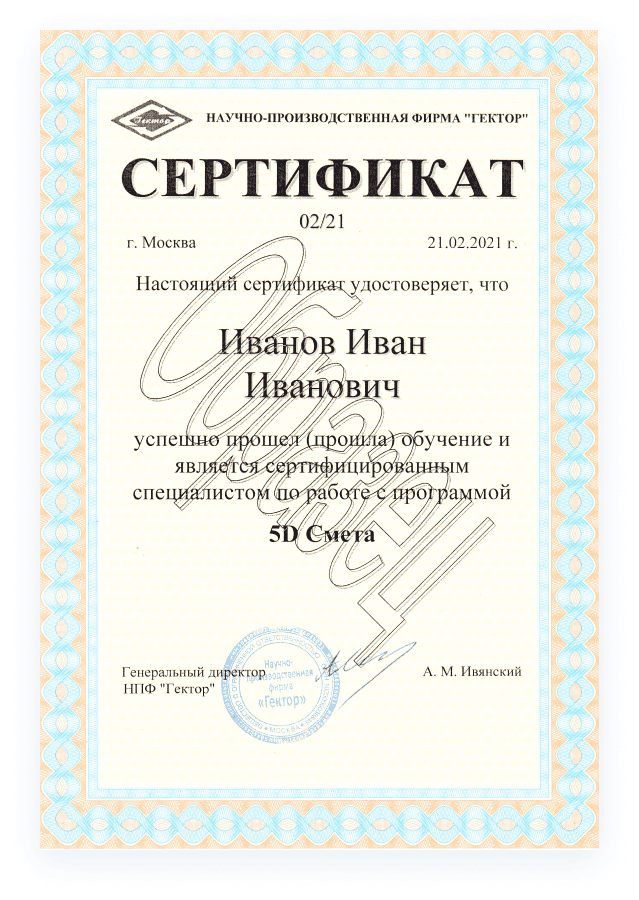 Гектор
НАУЧНО-ПРОИЗВОДСТВЕННАЯ ФИРМА "ГЕКТОР"
СЕРТИФИКАТ
02/21
г. Москва
21.02.2021 г.
Настоящий сертификат удостоверяет, что
Иванов Иван
Иванович
успешно прошел (прошла) обучение и
является сертифицированным
специалистом по работе с программой
5D Смета
Образец
Генеральный директор
НПФ "Гектор"
А. М. Ивянский
Научно-
производственная
фирма
«Гектор»
МОСКВА